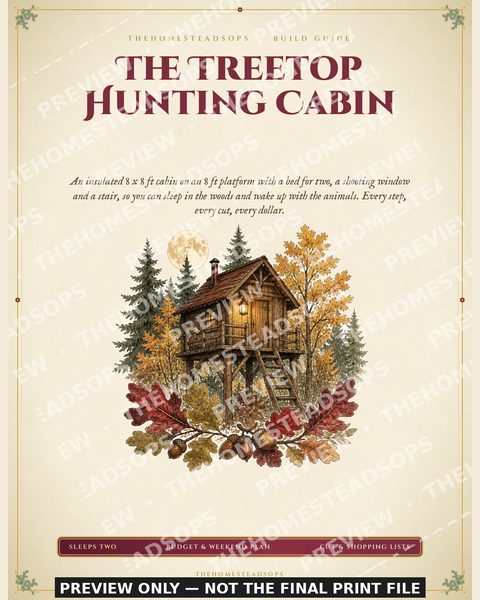 THEHOMESTEADSOPS BUILD GUIDE
THE TREETOP
HUNTING CABIN
An insulated 8 x 8 ft cabin on an 8 ft platform with a bed for two, a shooting window
and a stair, so you can sleep in the woods and wake up with the animals. Every step,
every cut, every dollar.
SLEEPS TWO BUDGET & WEEKEND PLAN CUT & SHOPPING LISTS
THEHOMESTEADSOPS
PREVIEW ONLY — NOT THE FINAL PRINT FILE